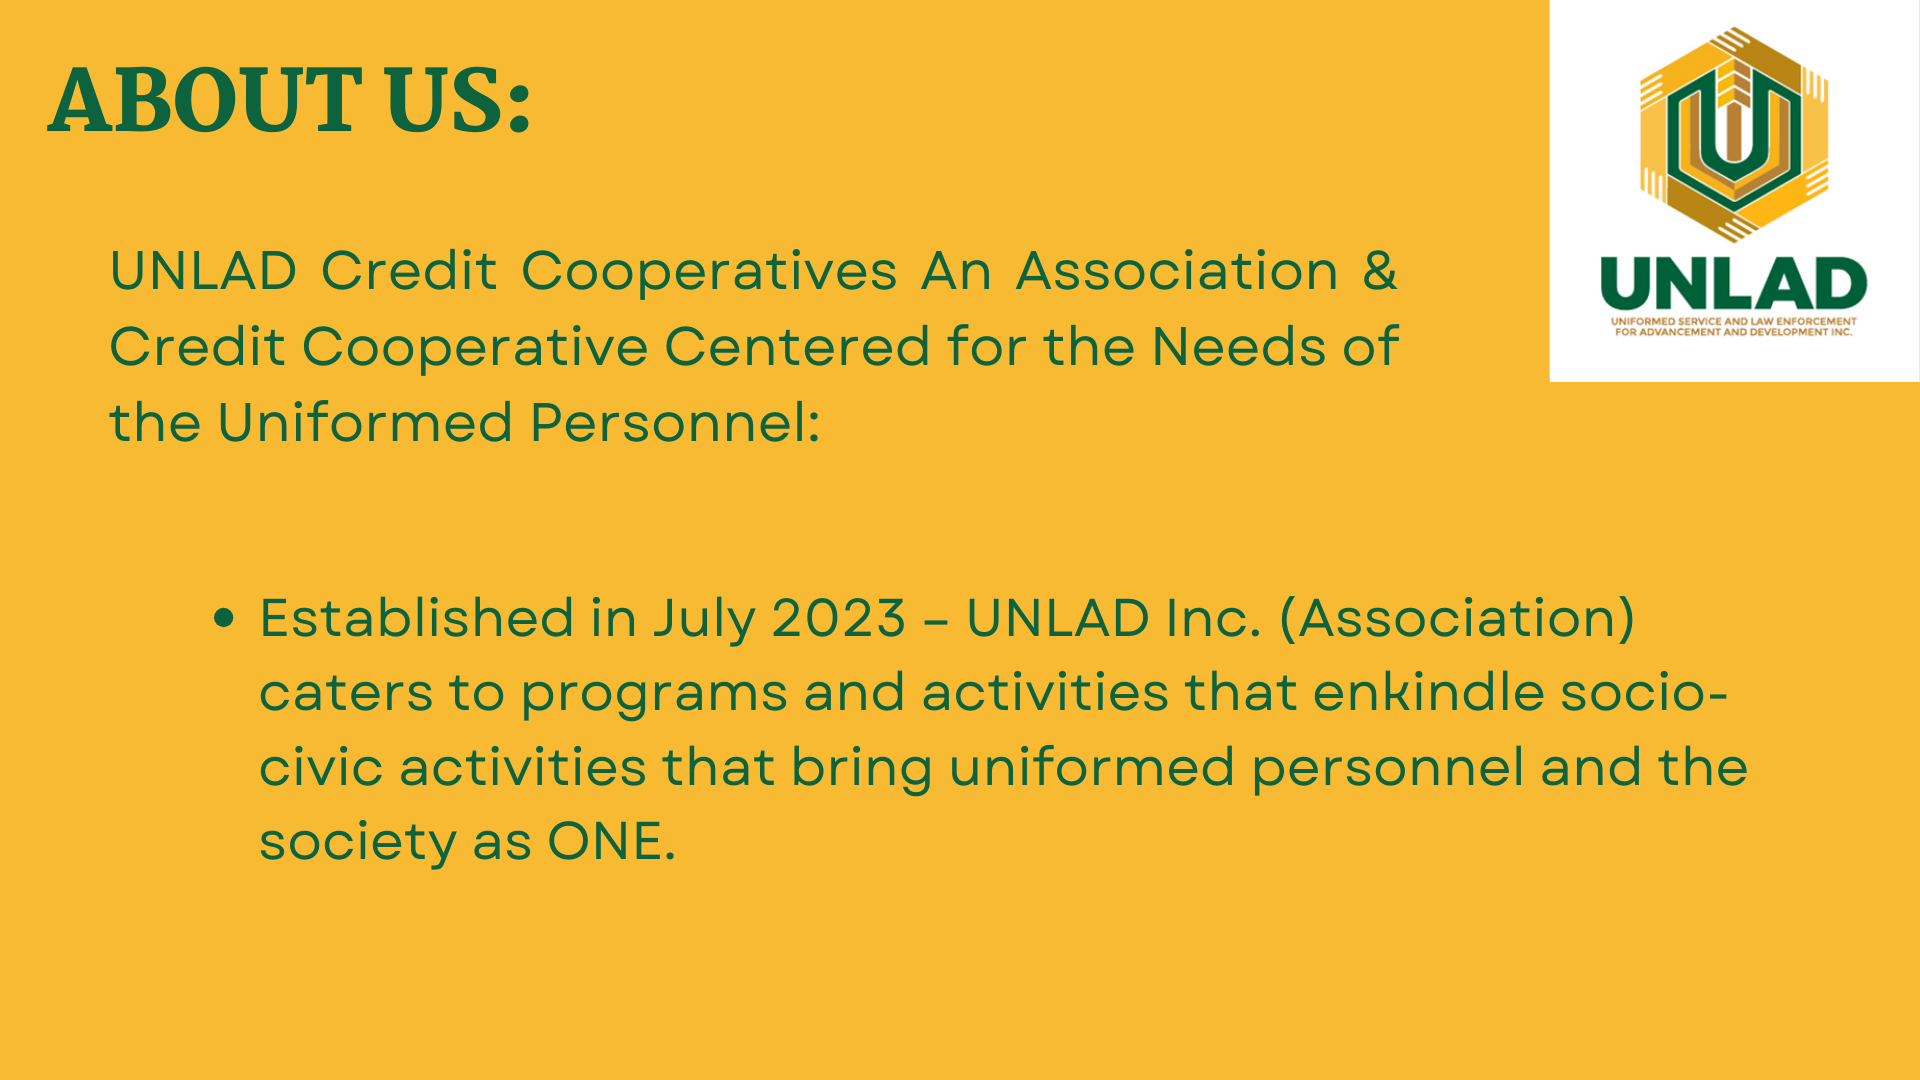 ABOUT US:
UNLAD
UNIFORMED SERVICE AND LAW ENFORCEMENT
FOR ADVANCEMENT AND DEVELOPMENT INC.
UNLAD Credit Cooperatives An Association &
Credit Cooperative Centered for the Needs of
the Uniformed Personnel:
• Established in July 2023 – UNLAD Inc. (Association)
caters to programs and activities that enkindle socio-
civic activities that bring uniformed personnel and the
society as ONE.